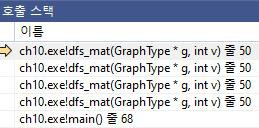 호출 스택
이름
ch10.exe!dfs_mat(GraphType * g, int v) 줄 50
ch10.exe!dfs_mat(GraphType * g, int v) 줄 50
ch10.exe!dfs_mat(GraphType * g, int v) 줄 50
ch10.exe!dfs_mat(GraphType * g, int v) 줄 50
ch10.exe!main() 줄 68